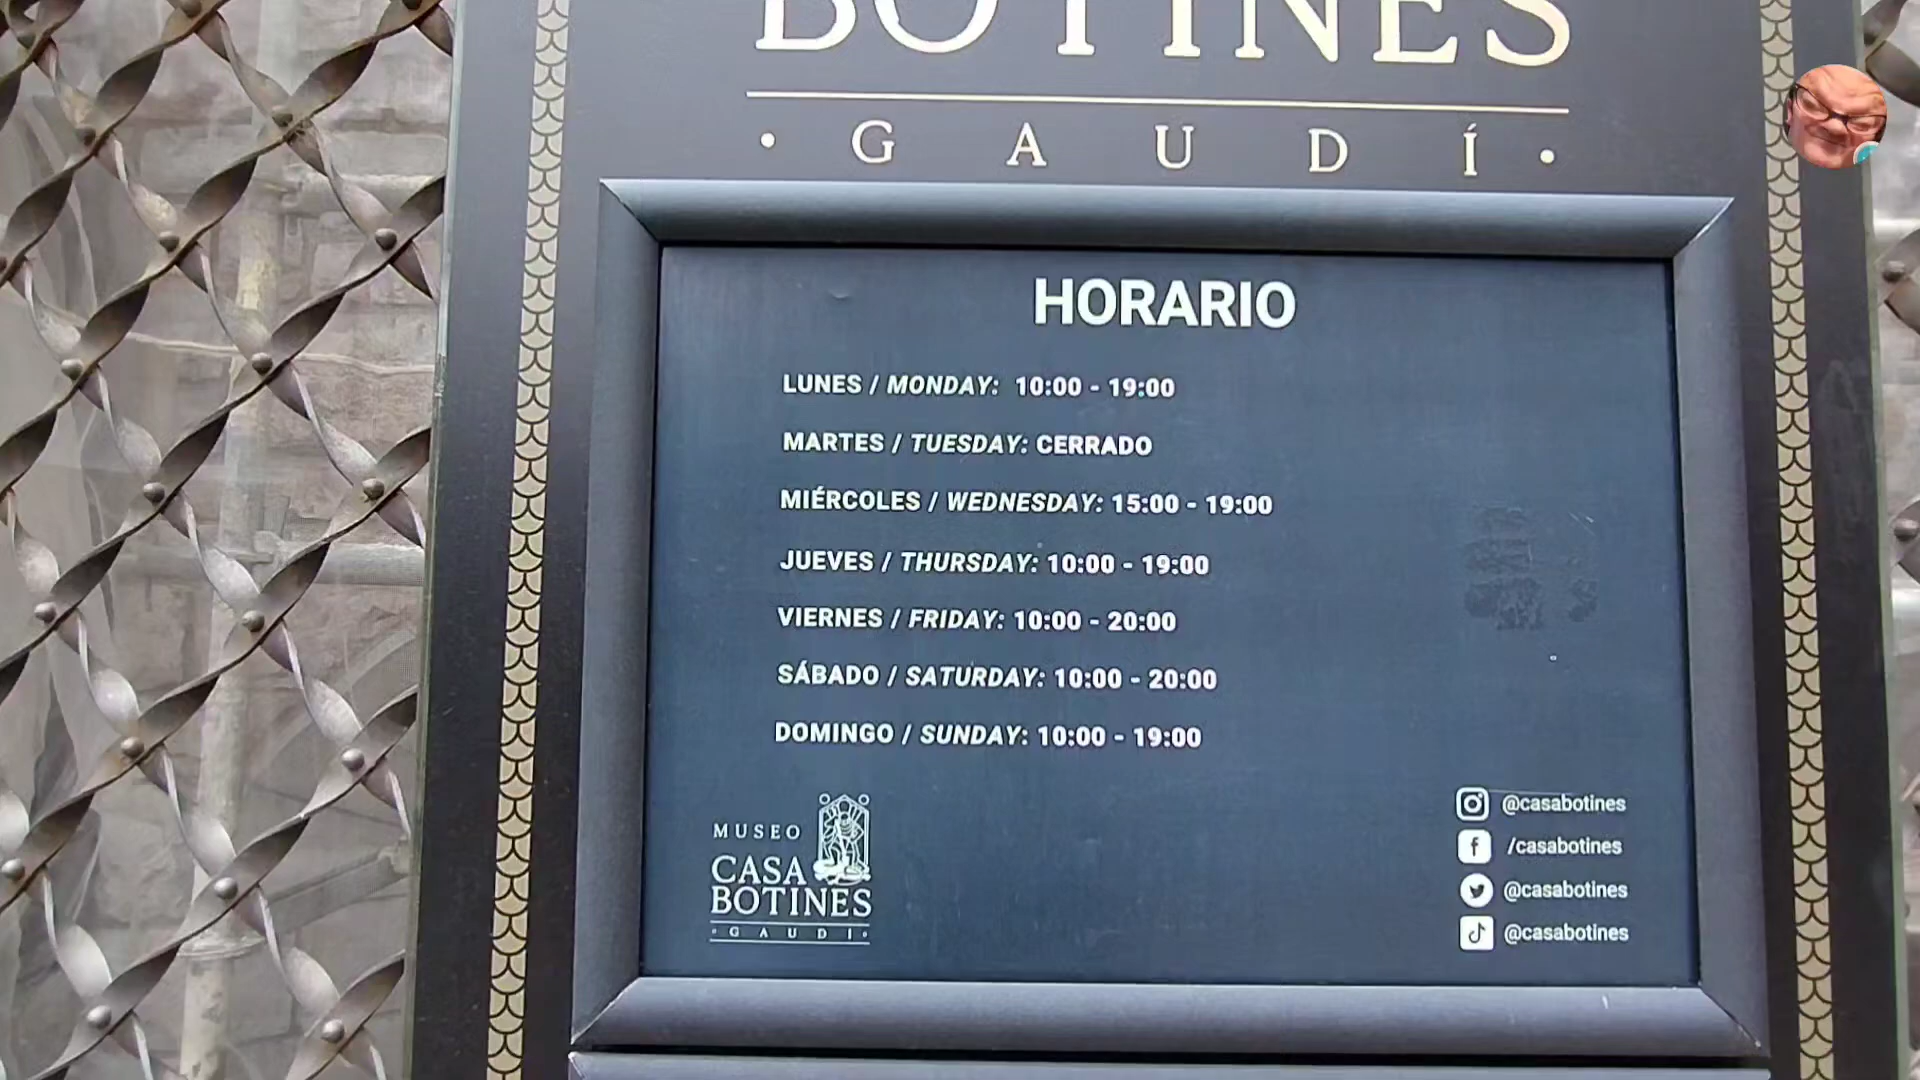 BOTINES
· G A U D Í ·
HORARIO
LUNES / MONDAY: 10:00 - 19:00
MARTES / TUESDAY: CERRADO
MIÉRCOLES / WEDNESDAY: 15:00 - 19:00
JUEVES / THURSDAY: 10:00 - 19:00
VIERNES / FRIDAY: 10:00 - 20:00
SÁBADO / SATURDAY: 10:00 - 20:00
DOMINGO / SUNDAY: 10:00 - 19:00
MUSEO
CASA
BOTINES
· G A U D Í ·
@casabotines
/casabotines
@casabotines
@casabotines